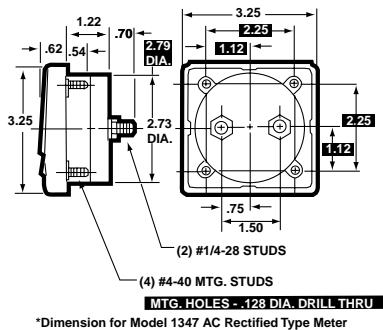 3.25
1.22
2.25
.62
.54
.70
2.79
DIA.
1.12
3.25
2.73
DIA.
2.25
1.12
.75
1.50
(2) #1/4-28 STUDS
(4) #4-40 MTG. STUDS
MTG. HOLES - .128 DIA. DRILL THRU
*Dimension for Model 1347 AC Rectified Type Meter